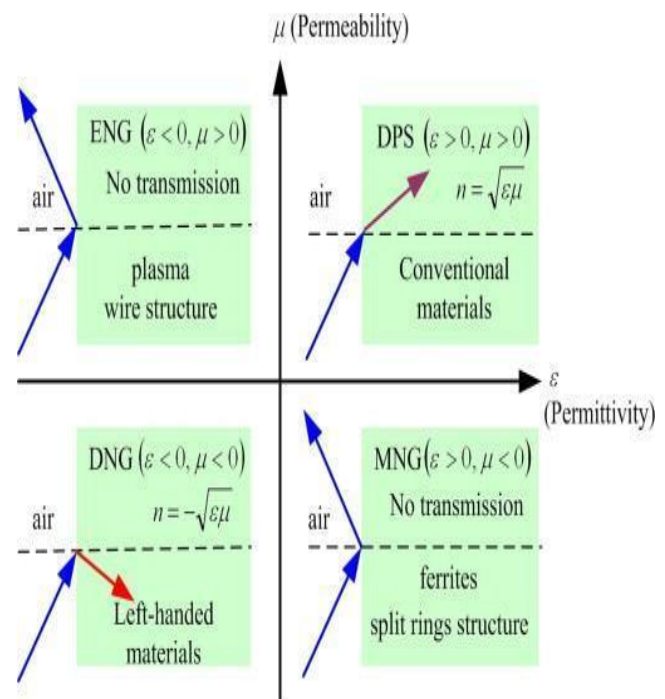 μ (Permeability)
ENG (ε<0, μ>0)
No transmission
air
plasma
wire structure
DPS (ε>0, μ>0)
n=√εμ
air
Conventional
materials
ε
(Permittivity)
DNG (ε<0, μ<0)
n=−√εμ
air
Left-handed
materials
MNG(ε>0, μ<0)
No transmission
air
ferrites
split rings structure